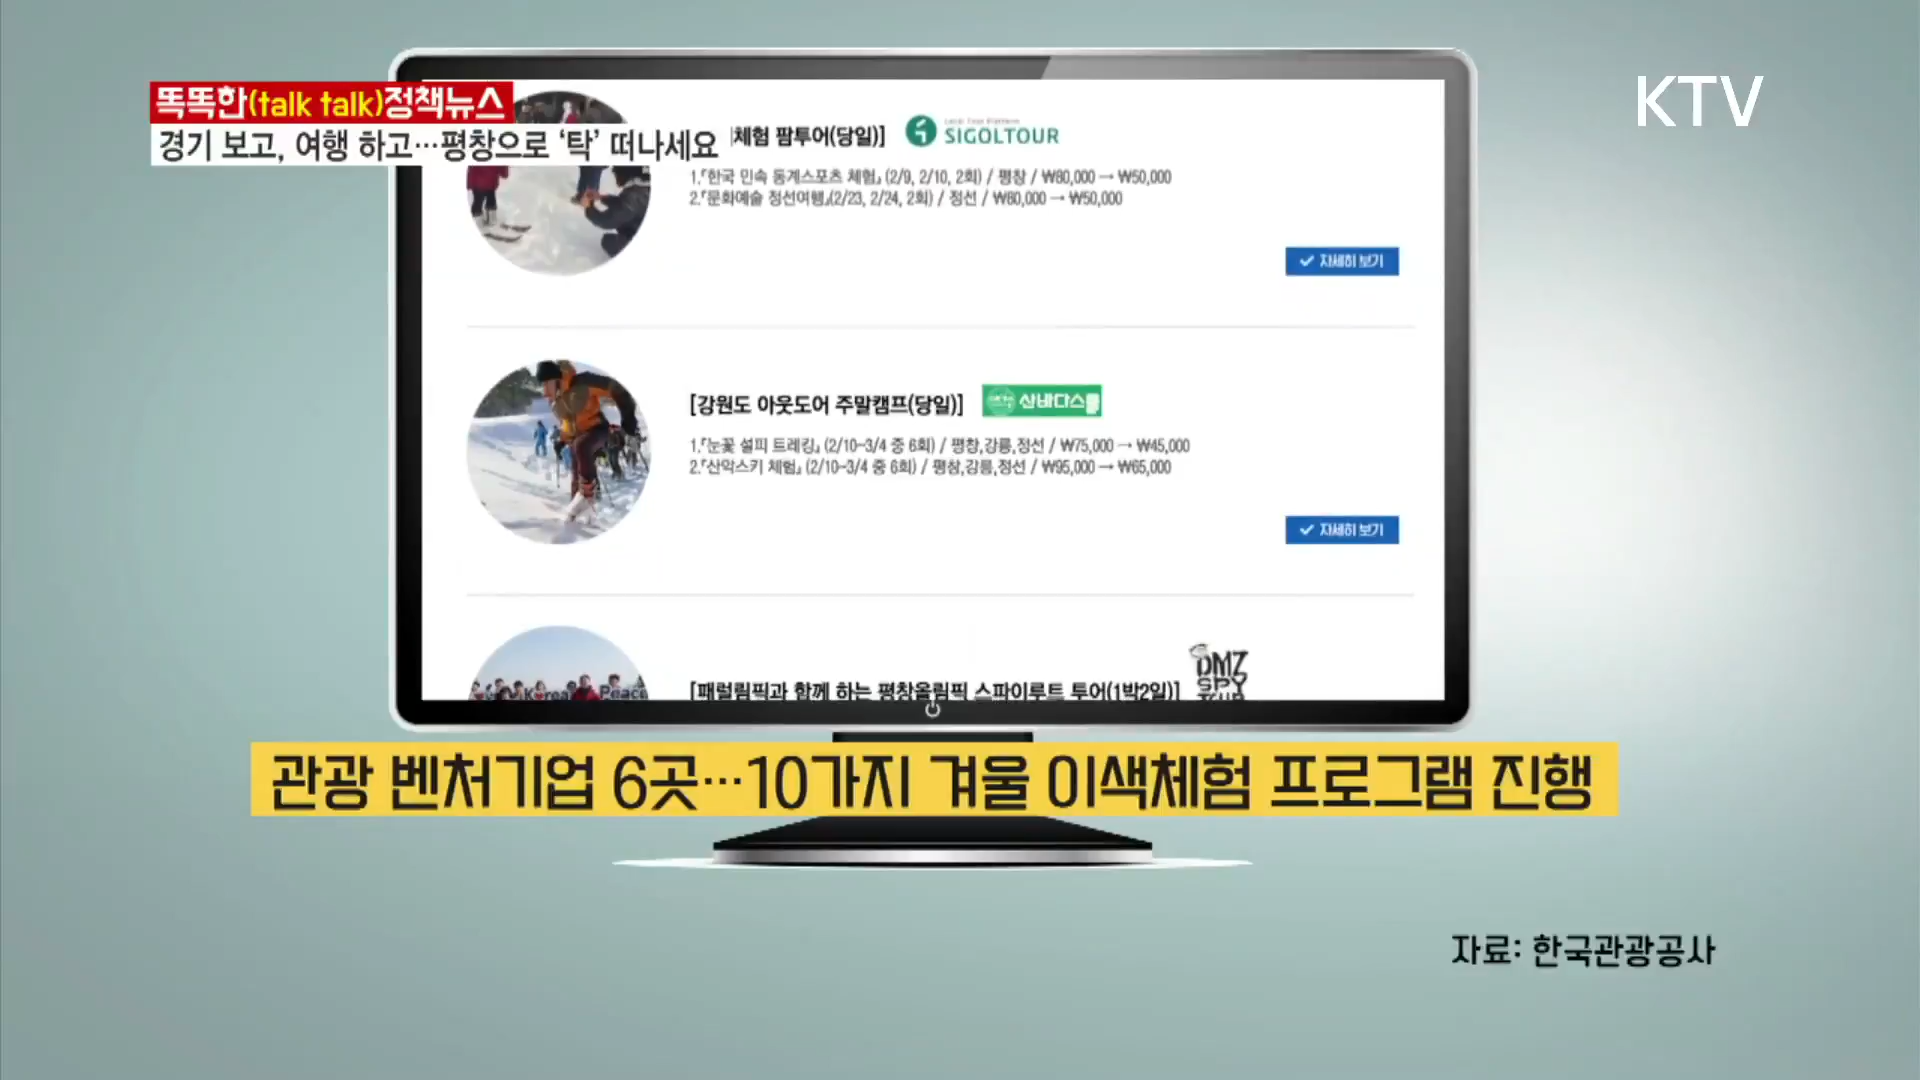 똑똑한(talk talk)정책뉴스
경기 보고, 여행 하고…평창으로 ‘탁’ 떠나세요
KTV
체험 팜투어(당일)]
Local Tour Platform
SIGOLTOUR
1.「한국 민속 동계스포츠 체험」 (2/9, 2/10, 2회) / 평창 / ₩80,000 → ₩50,000
2.「문화예술 정선여행」(2/23, 2/24, 2회) / 정선 / ₩80,000 → ₩50,000
✓ 자세히 보기
[강원도 아웃도어 주말캠프(당일)]
산바다스쿨
1.「눈꽃 설피 트레킹」 (2/10~3/4 중 6회) / 평창,강릉,정선 / ₩75,000 → ₩45,000
2.「산악스키 체험」 (2/10~3/4 중 6회) / 평창,강릉,정선 / ₩95,000 → ₩65,000
✓ 자세히 보기
Korea Peace
[패럴림픽과 함께 하는 평창올림픽 스파이루트 투어(1박2일)]
DMZ
SPY
TOUR
관광 벤처기업 6곳…10가지 겨울 이색체험 프로그램 진행
자료: 한국관광공사